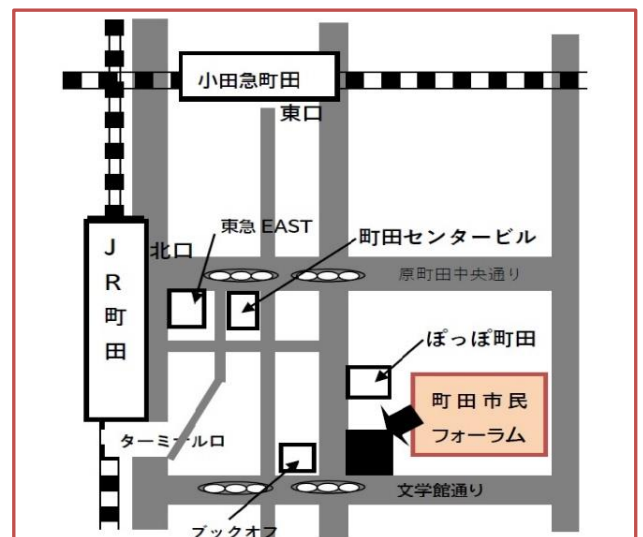 小田急町田
東口
東急 EAST
町田センタービル
北口
JR町田
原町田中央通り
ぽっぽ町田
町田市民
フォーラム
ターミナル口
文学館通り
ブックオフ